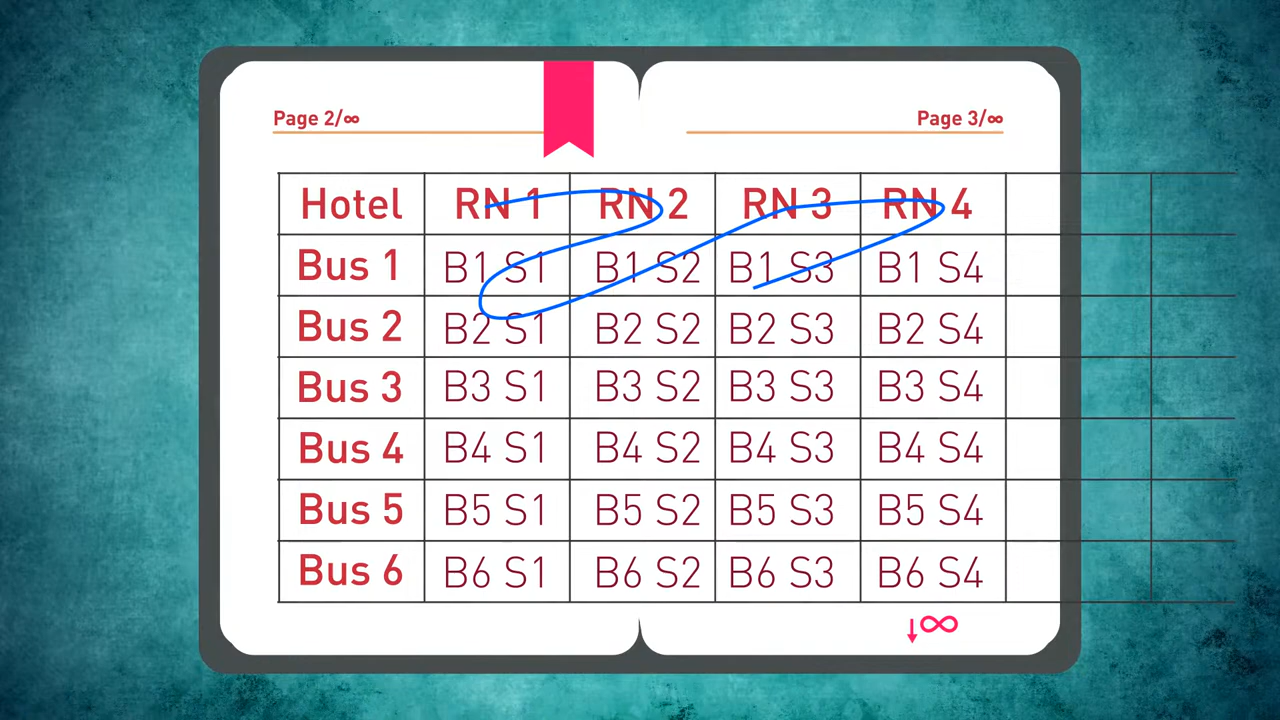 Page 2/∞
Page 3/∞
Hotel RN 1 RN 2 RN 3 RN 4
Bus 1 B1 S1 B1 S2 B1 S3 B1 S4
Bus 2 B2 S1 B2 S2 B2 S3 B2 S4
Bus 3 B3 S1 B3 S2 B3 S3 B3 S4
Bus 4 B4 S1 B4 S2 B4 S3 B4 S4
Bus 5 B5 S1 B5 S2 B5 S3 B5 S4
Bus 6 B6 S1 B6 S2 B6 S3 B6 S4
↓∞